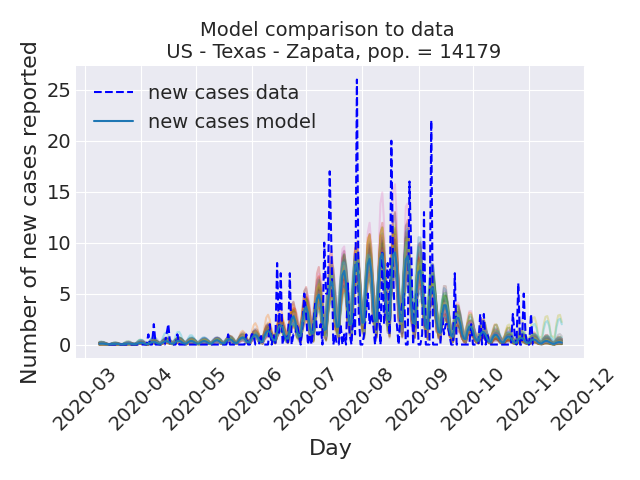 Model comparison to data
US - Texas - Zapata, pop. = 14179
Number of new cases reported
25
20
15
10
5
0
new cases data
new cases model
2020-03
2020-04
2020-05
2020-06
2020-07
2020-08
2020-09
2020-10
2020-11
2020-12
Day